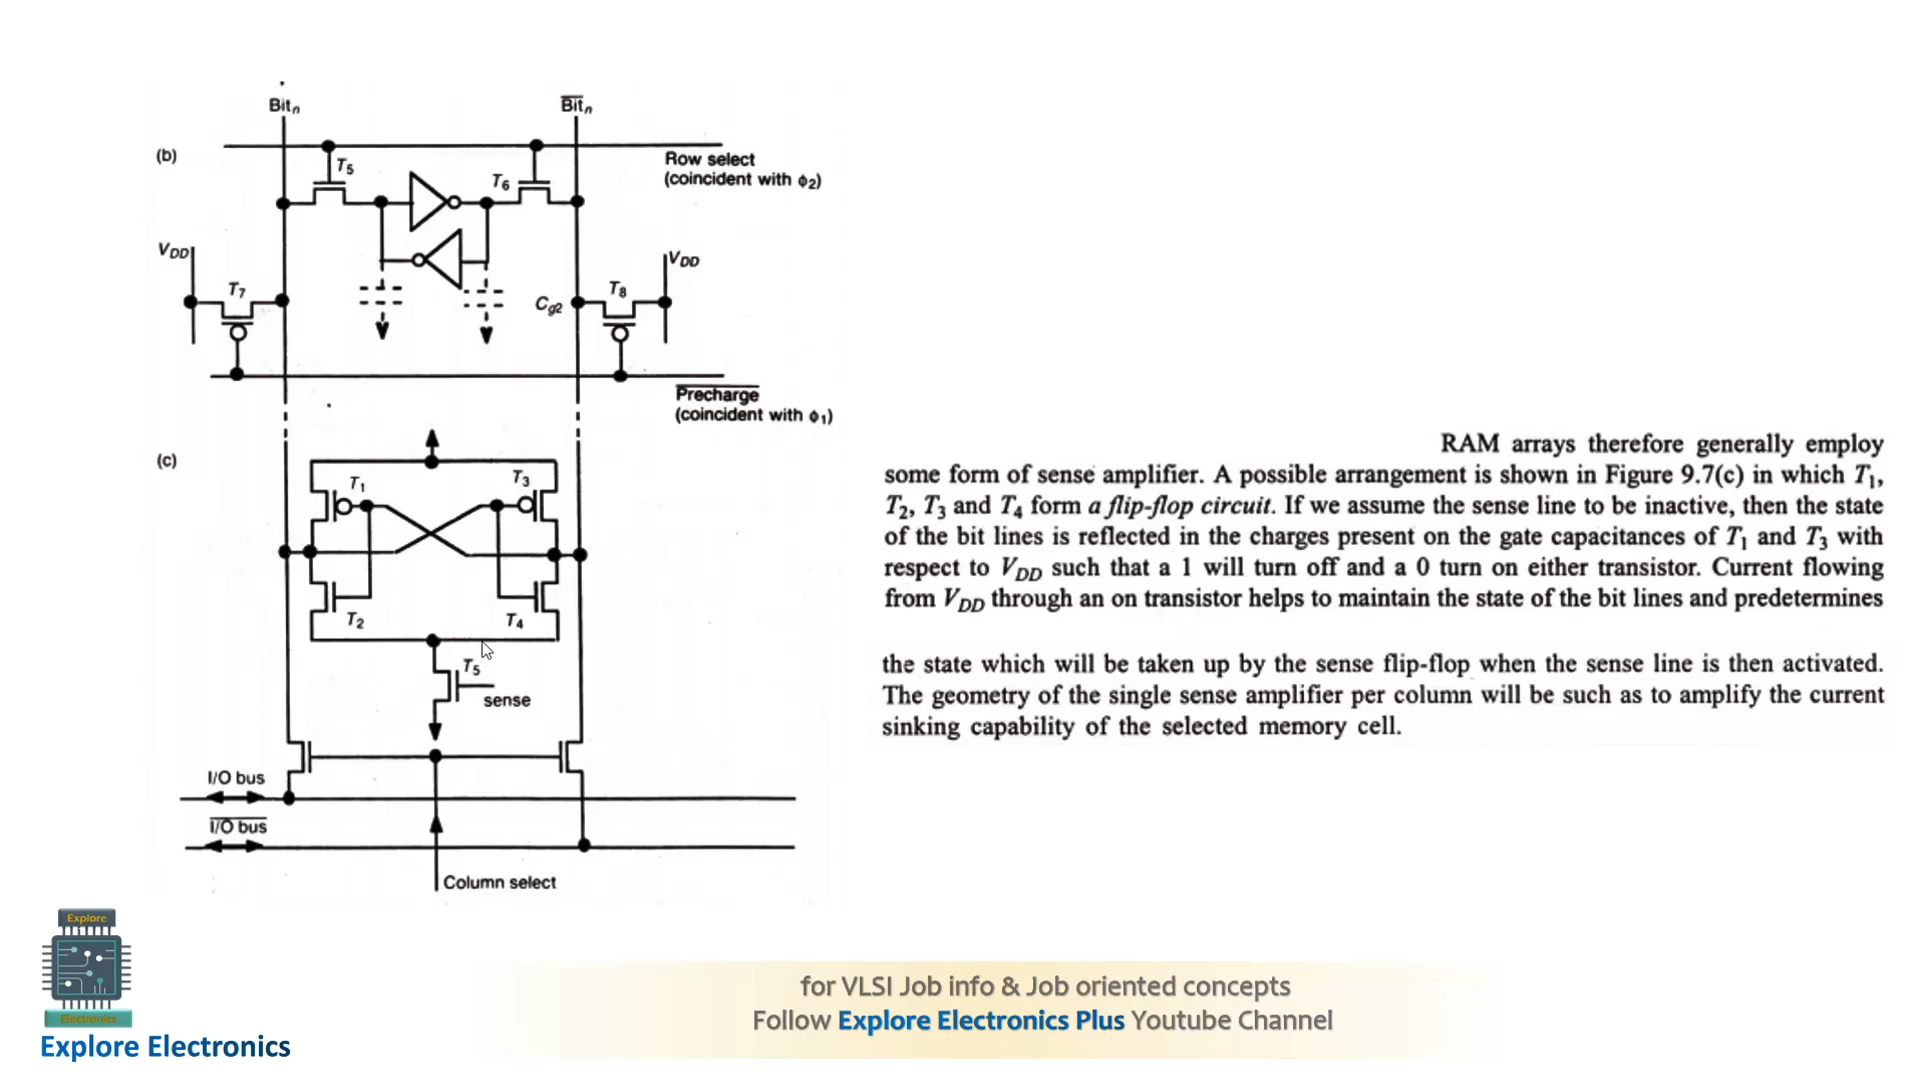 Bitₙ
B̅i̅t̅ₙ
(b)
T₅
Row select
(coincident with ϕ₂)
T₆
V_DD
V_DD
T₇
C_g2
T₈
P̅r̅e̅c̅h̅a̅r̅g̅e̅
(coincident with ϕ₁)
(c)
T₁
T₃
T₂
T₄
T₅
sense
I/O bus
I̅/̅O̅ ̅b̅u̅s̅
Column select
RAM arrays therefore generally employ
some form of sense amplifier. A possible arrangement is shown in Figure 9.7(c) in which T₁,
T₂, T₃ and T₄ form a flip-flop circuit. If we assume the sense line to be inactive, then the state
of the bit lines is reflected in the charges present on the gate capacitances of T₁ and T₃ with
respect to V_DD such that a 1 will turn off and a 0 turn on either transistor. Current flowing
from V_DD through an on transistor helps to maintain the state of the bit lines and predetermines
the state which will be taken up by the sense flip-flop when the sense line is then activated.
The geometry of the single sense amplifier per column will be such as to amplify the current
sinking capability of the selected memory cell.
Explore
Electronics
Explore Electronics
for VLSI Job info & Job oriented concepts
Follow Explore Electronics Plus Youtube Channel